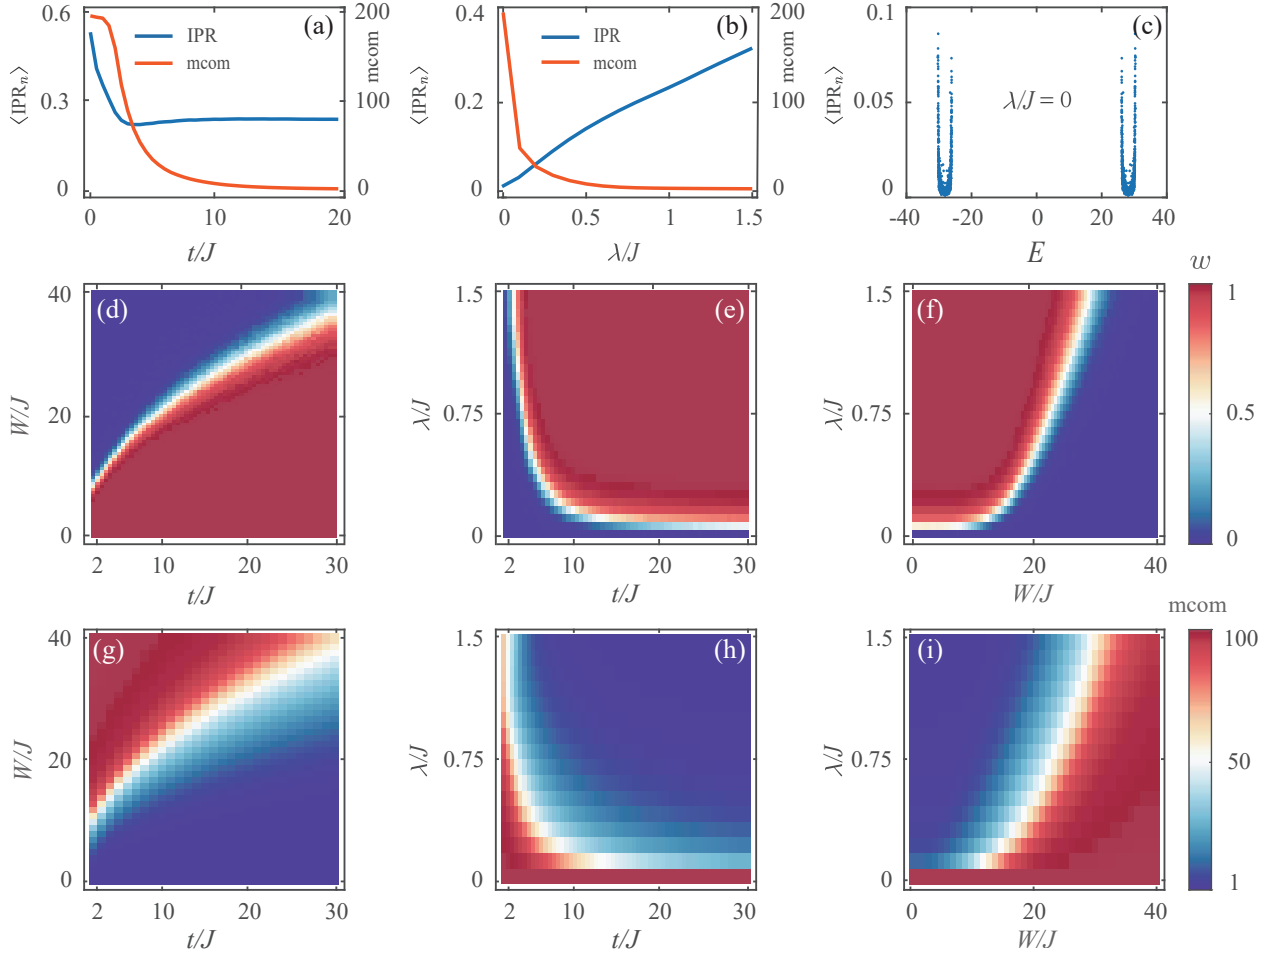 0.6
0.3
0
⟨IPRₙ⟩
IPR
mcom
(a)
200
100
0
mcom
0
10
20
t/J
0.4
0.2
0
⟨IPRₙ⟩
IPR
mcom
(b)
200
100
0
mcom
0
0.5
1
1.5
λ/J
0.1
0.05
0
⟨IPRₙ⟩
(c)
λ/J = 0
-40
-20
0
20
40
E
40
20
0
W/J
(d)
2
10
20
30
t/J
1.5
0.75
0
λ/J
(e)
2
10
20
30
t/J
1.5
0.75
0
λ/J
(f)
0
20
40
W/J
w
1
0.5
0
40
20
0
W/J
(g)
2
10
20
30
t/J
1.5
0.75
0
λ/J
(h)
2
10
20
30
t/J
1.5
0.75
0
λ/J
(i)
0
20
40
W/J
mcom
100
50
1